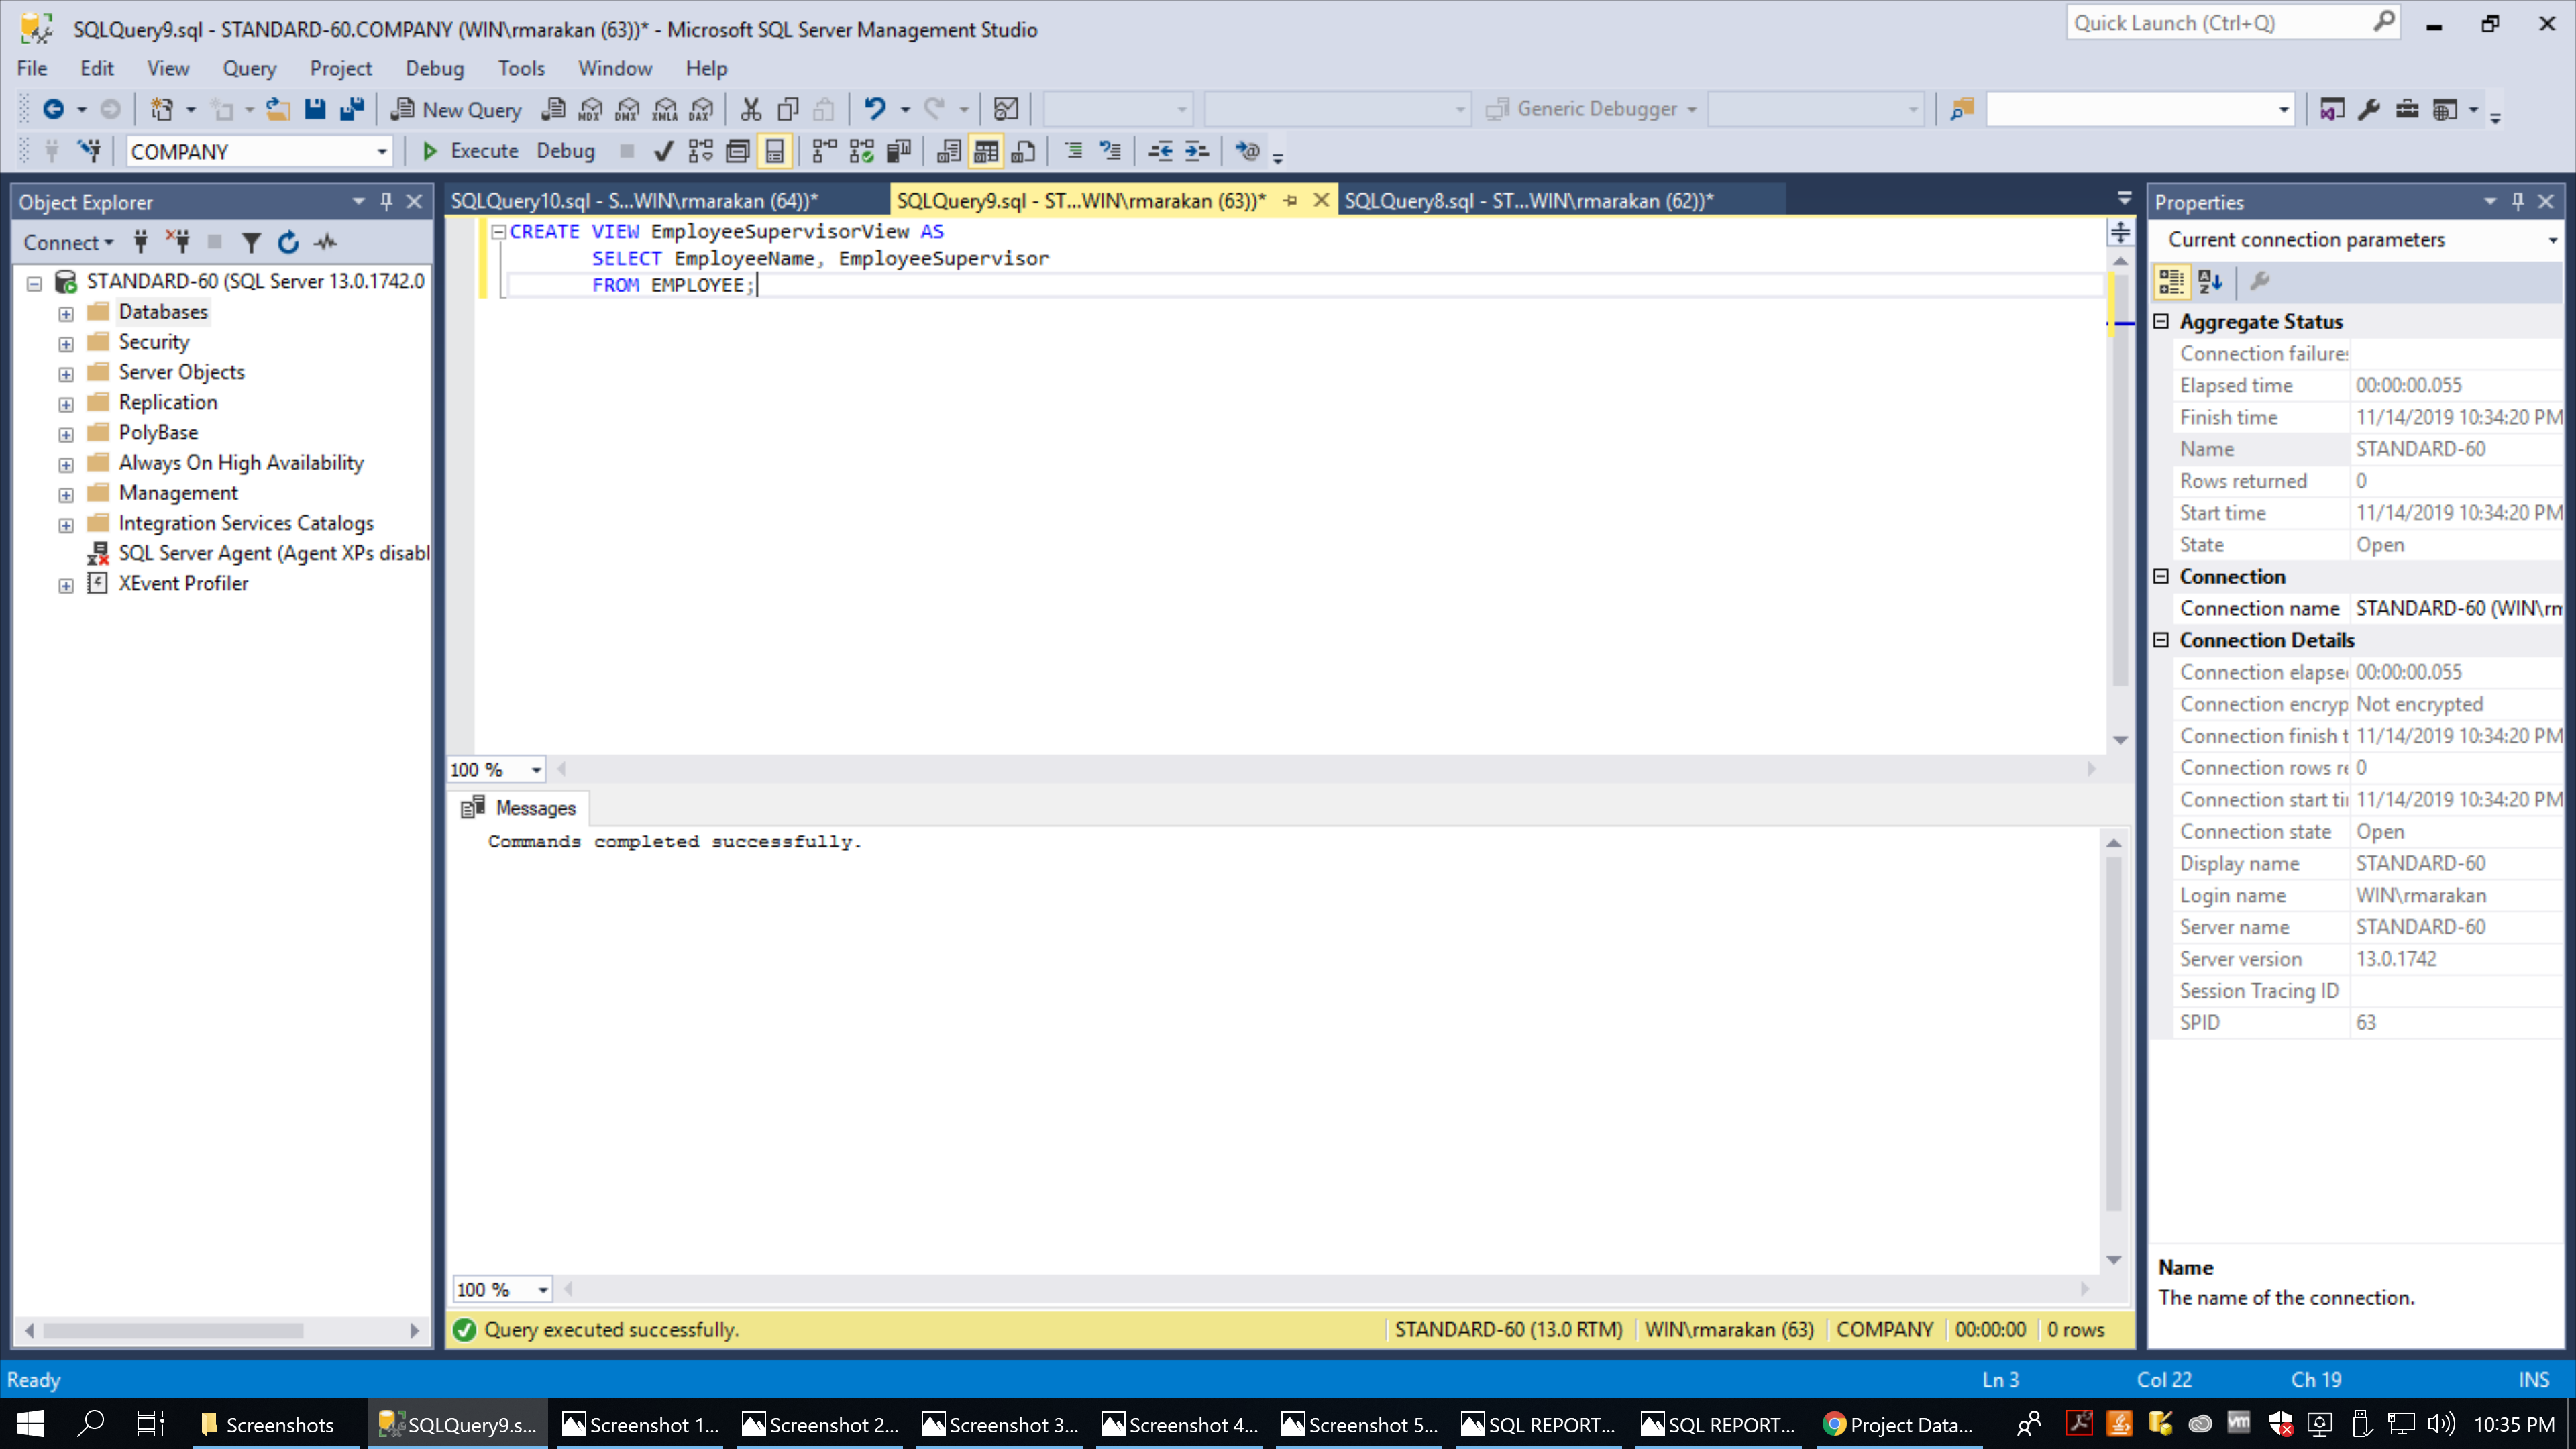 SQLQuery9.sql - STANDARD-60.COMPANY (WIN\rmarakan (63))* - Microsoft SQL Server Management Studio
Quick Launch (Ctrl+Q)
File Edit View Query Project Debug Tools Window Help
New Query
MDX DMX XMLA DAX
Generic Debugger
COMPANY
Execute Debug
Object Explorer
Connect
STANDARD-60 (SQL Server 13.0.1742.0
Databases
Security
Server Objects
Replication
PolyBase
Always On High Availability
Management
Integration Services Catalogs
SQL Server Agent (Agent XPs disabl
XEvent Profiler
SQLQuery10.sql - S...WIN\rmarakan (64))*
SQLQuery9.sql - ST...WIN\rmarakan (63))*
SQLQuery8.sql - ST...WIN\rmarakan (62))*
CREATE VIEW EmployeeSupervisorView AS
SELECT EmployeeName, EmployeeSupervisor
FROM EMPLOYEE;
100 %
Messages
Commands completed successfully.
100 %
Query executed successfully.
STANDARD-60 (13.0 RTM) WIN\rmarakan (63) COMPANY 00:00:00 0 rows
Properties
Current connection parameters
Aggregate Status
Connection failures
Elapsed time 00:00:00.055
Finish time 11/14/2019 10:34:20 PM
Name STANDARD-60
Rows returned 0
Start time 11/14/2019 10:34:20 PM
State Open
Connection
Connection name STANDARD-60 (WIN\rm
Connection Details
Connection elapse 00:00:00.055
Connection encryp Not encrypted
Connection finish t 11/14/2019 10:34:20 PM
Connection rows re 0
Connection start ti 11/14/2019 10:34:20 PM
Connection state Open
Display name STANDARD-60
Login name WIN\rmarakan
Server name STANDARD-60
Server version 13.0.1742
Session Tracing ID
SPID 63
Name
The name of the connection.
Ready
Ln 3 Col 22 Ch 19 INS
Screenshots
SQLQuery9.s...
Screenshot 1...
Screenshot 2...
Screenshot 3...
Screenshot 4...
Screenshot 5...
SQL REPORT...
SQL REPORT...
Project Data...
vm
10:35 PM